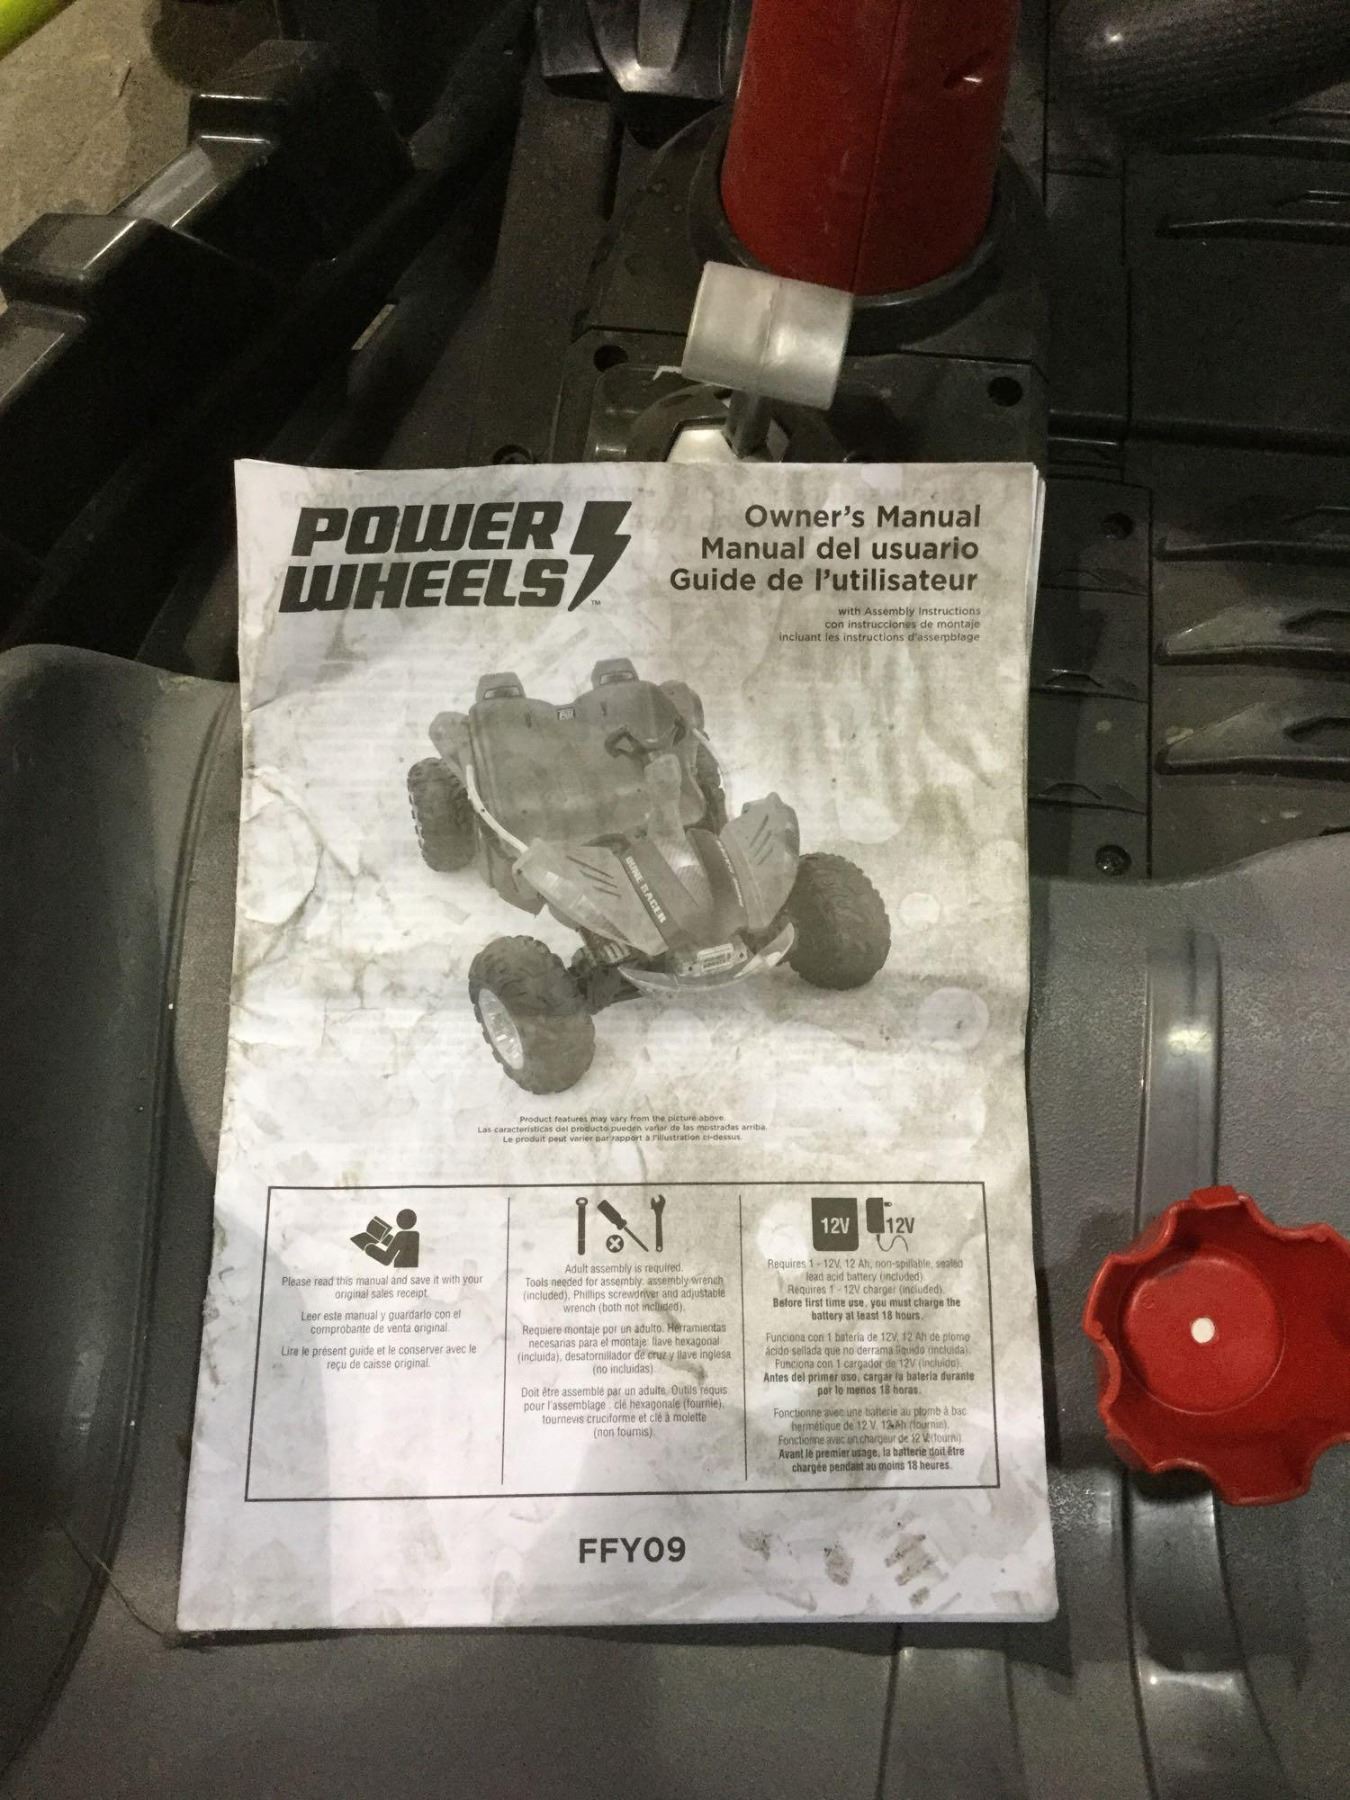 POWER
WHEELS™
Owner's Manual
Manual del usuario
Guide de l'utilisateur
with Assembly Instructions
con instrucciones de montaje
incluant les instructions d'assemblage
DUNE RACER
Product features may vary from the picture above.
Las características del producto pueden variar de las mostradas arriba.
Le produit peut varier par rapport à l'illustration ci-dessus.
Please read this manual and save it with your
original sales receipt.
Leer este manual y guardarlo con el
comprobante de venta original.
Lire le présent guide et le conserver avec le
reçu de caisse original.
Adult assembly is required.
Tools needed for assembly: assembly wrench
(included), Phillips screwdriver and adjustable
wrench (both not included).
Requiere montaje por un adulto. Herramientas
necesarias para el montaje: llave hexagonal
(incluida), desatornillador de cruz y llave inglesa
(no incluidas).
Doit être assemblé par un adulte. Outils requis
pour l'assemblage : clé hexagonale (fournie),
tournevis cruciforme et clé à molette
(non fournis).
12V 12V
Requires 1 - 12V, 12 Ah, non-spillable, sealed
lead acid battery (included).
Requires 1 - 12V charger (included).
Before first time use, you must charge the
battery at least 18 hours.
Funciona con 1 batería de 12V, 12 Ah de plomo
ácido sellada que no derrama líquido (incluida).
Funciona con 1 cargador de 12V (incluido).
Antes del primer uso, cargar la batería durante
por lo menos 18 horas.
Fonctionne avec une batterie au plomb à bac
hermétique de 12 V, 12 Ah (fournie).
Fonctionne avec un chargeur de 12 V (fourni).
Avant le premier usage, la batterie doit être
chargée pendant au moins 18 heures.
FFY09